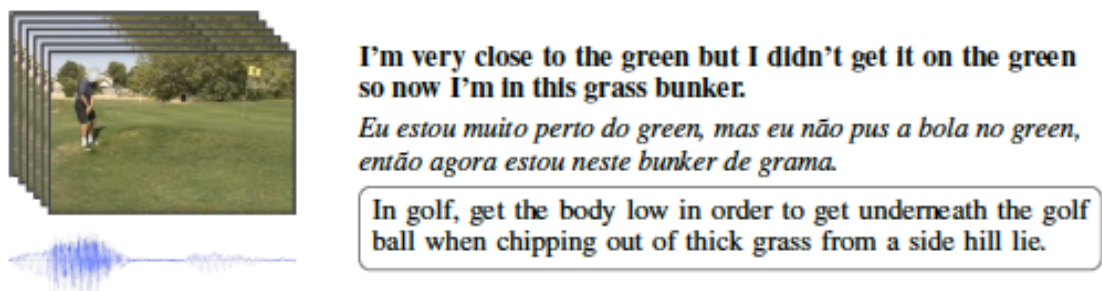 I'm very close to the green but I didn't get it on the green
so now I'm in this grass bunker.
Eu estou muito perto do green, mas eu não pus a bola no green,
então agora estou neste bunker de grama.
In golf, get the body low in order to get underneath the golf
ball when chipping out of thick grass from a side hill lie.